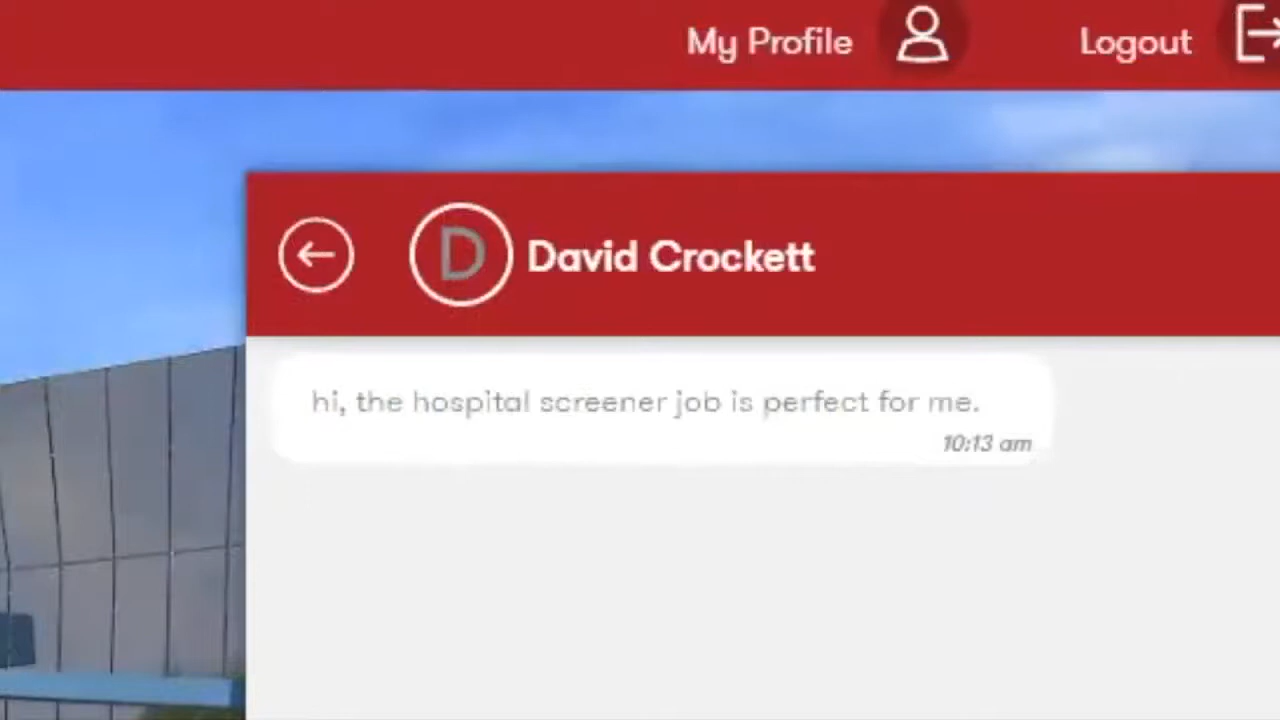 My Profile
Logout
D
David Crockett
hi, the hospital screener job is perfect for me.
10:13 am